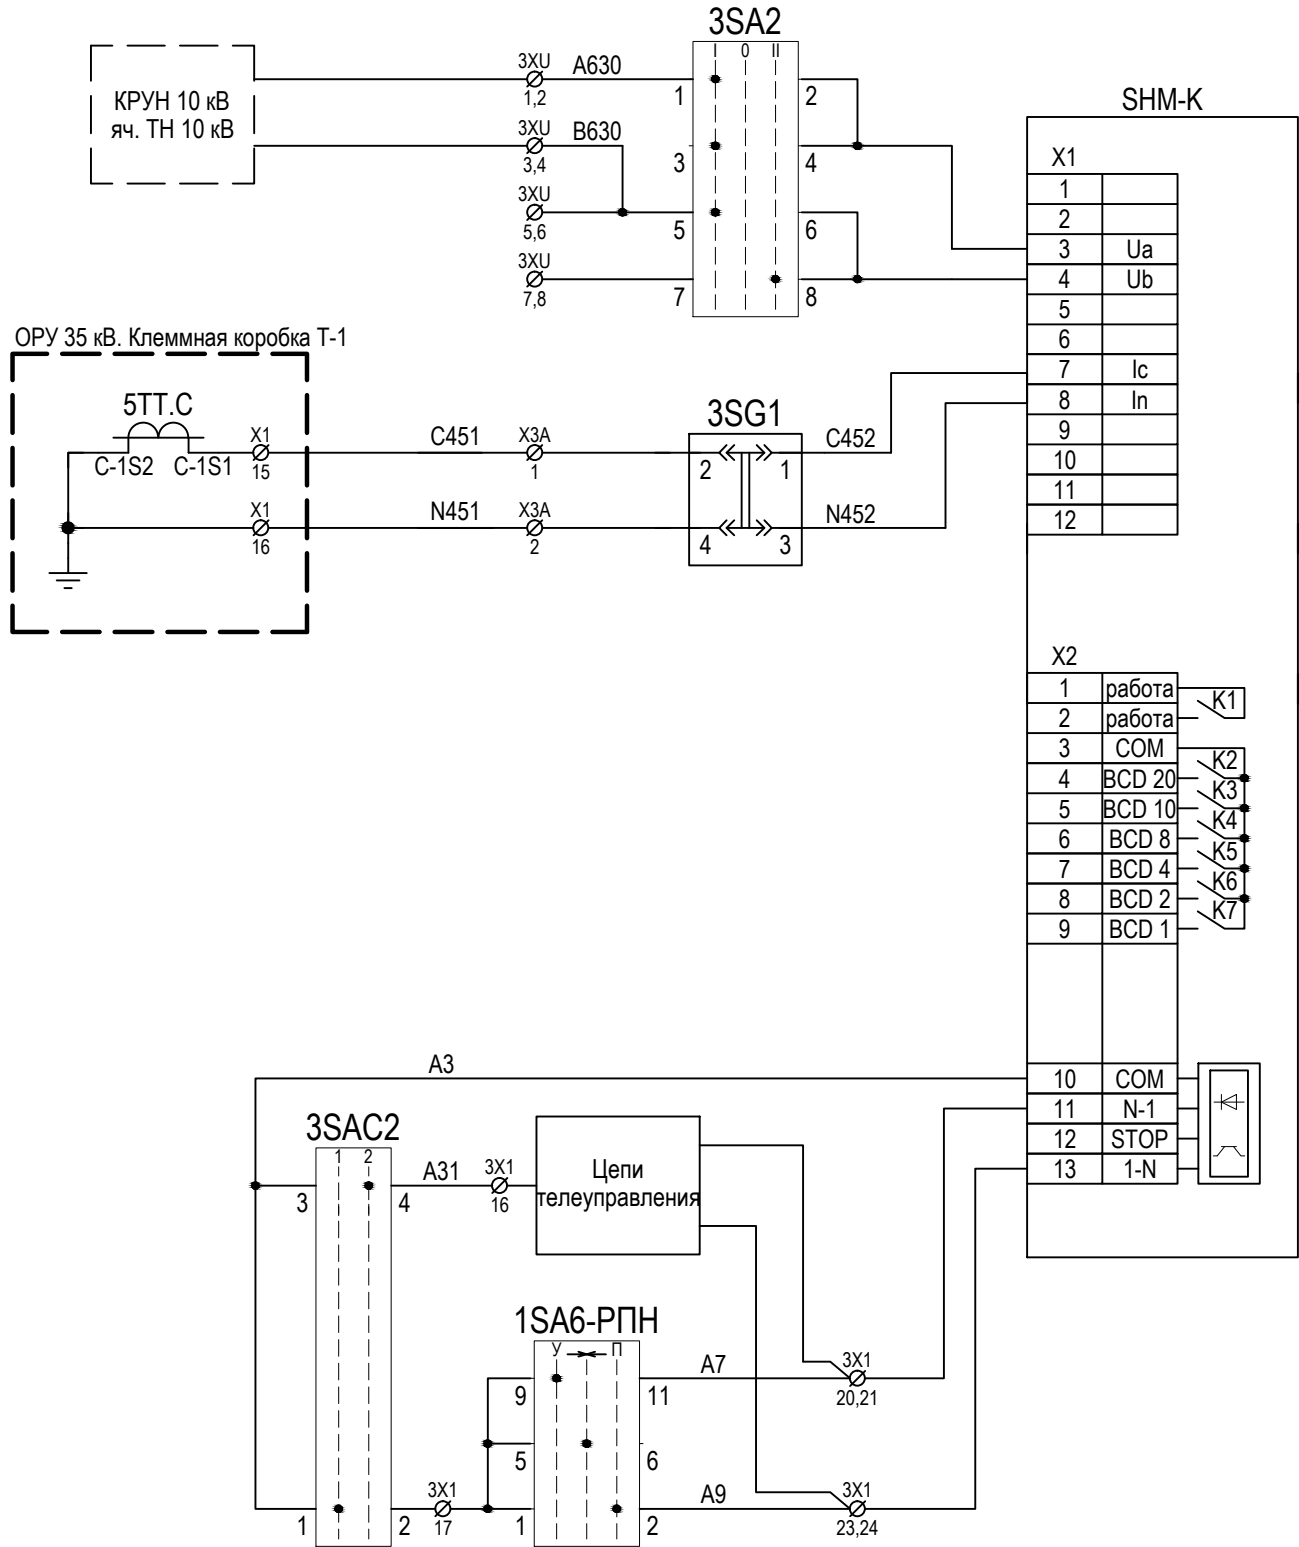 3SA2
I 0 II
КРУН 10 кВ
яч. ТН 10 кВ
3XU
1,2
A630
1
2
3XU
3,4
B630
3
4
3XU
5,6
5
6
3XU
7,8
7
8
SHM-K
X1
1
2
3 Ua
4 Ub
5
6
7 Ic
8 In
9
10
11
12
ОРУ 35 кВ. Клеммная коробка Т-1
5ТТ.С
C-1S2 C-1S1
X1
15
C451
X3A
1
3SG1
2 1
C452
X1
16
N451
X3A
2
4 3
N452
X2
1 работа
2 работа
K1
3 COM
4 BCD 20
K2
5 BCD 10
K3
6 BCD 8
K4
7 BCD 4
K5
8 BCD 2
K6
9 BCD 1
K7
10 COM
11 N-1
12 STOP
13 1-N
A3
3SAC2
1 2
3
4
A31
3X1
16
Цепи
телеуправления
1SA6-РПН
У П
9
11
A7
3X1
20,21
5
6
1
2
3X1
17
1
2
A9
3X1
23,24